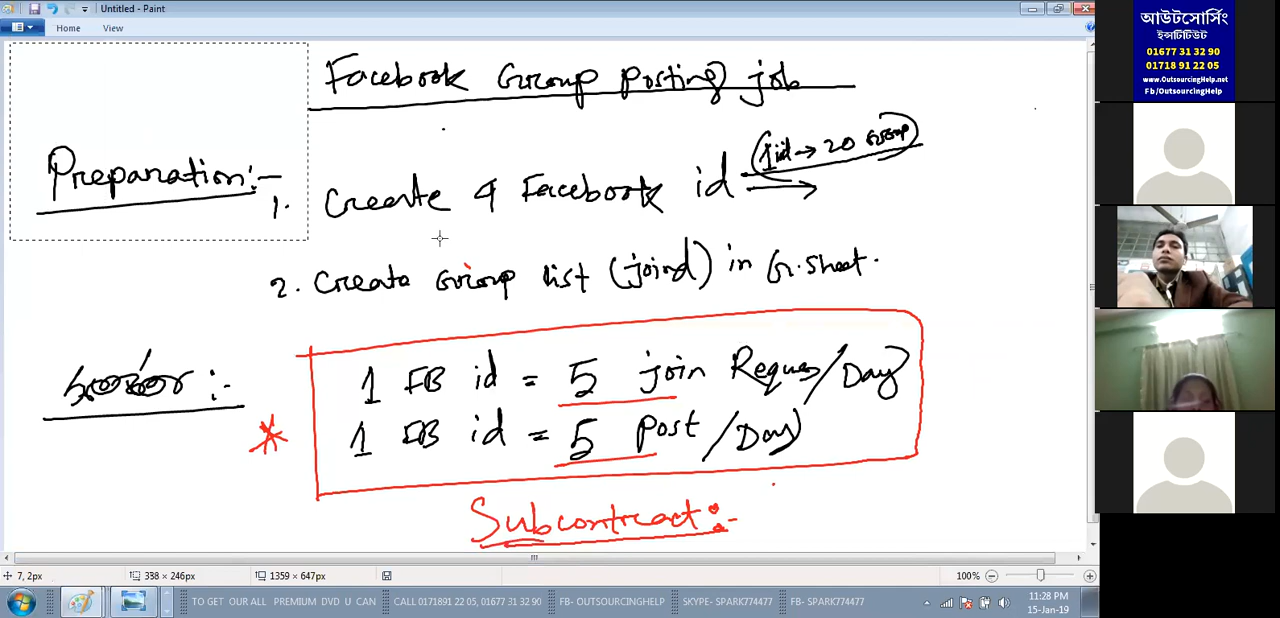 Untitled - Paint
Home
View
Facebook Group posting job
(1 id → 20 Group)
Preparation:-
1. Create 4 Facebook id →
2. Create Group list (joind) in G. Sheet.
1 FB id = 5 join Reques/Day
1 FB id = 5 post /Day
Subcontract:-
7, 2px
338 × 246px
1359 × 647px
100%
TO GET OUR ALL PREMIUM DVD U CAN
CALL 0171891 22 05, 01677 31 32 90
FB- OUTSOURCINGHELP
SKYPE- SPARK774477
FB- SPARK774477
11:28 PM
15-Jan-19
আউটসোর্সিং
ইন্সটিটিউট
01677 31 32 90
01718 91 22 05
www.OutsourcingHelp.net
Fb/OutsourcingHelp